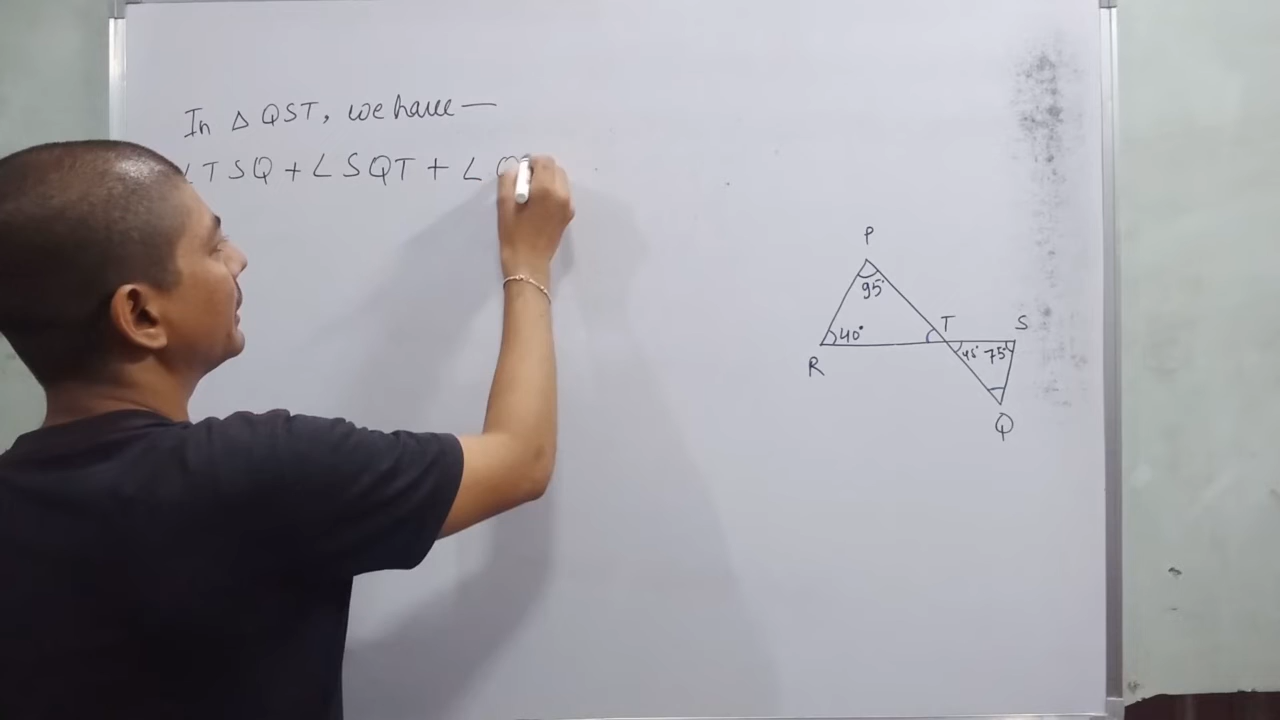 In △ QST, we have —
∠TSQ + ∠SQT + ∠Q
P
95°
T
S
40°
45° 75°
R
Q